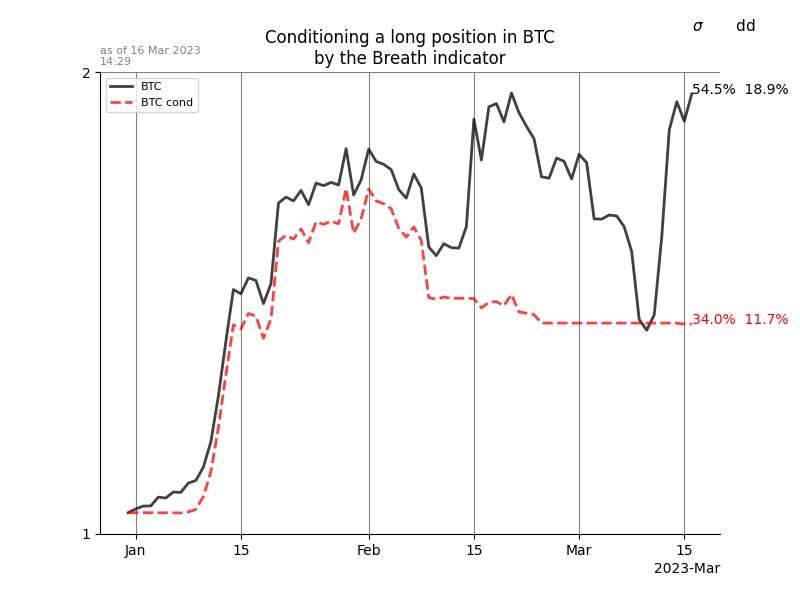 σ dd
Conditioning a long position in BTC
by the Breath indicator
as of 16 Mar 2023
14:29
2
BTC
BTC cond
54.5% 18.9%
34.0% 11.7%
1
Jan 15 Feb 15 Mar 15
2023-Mar